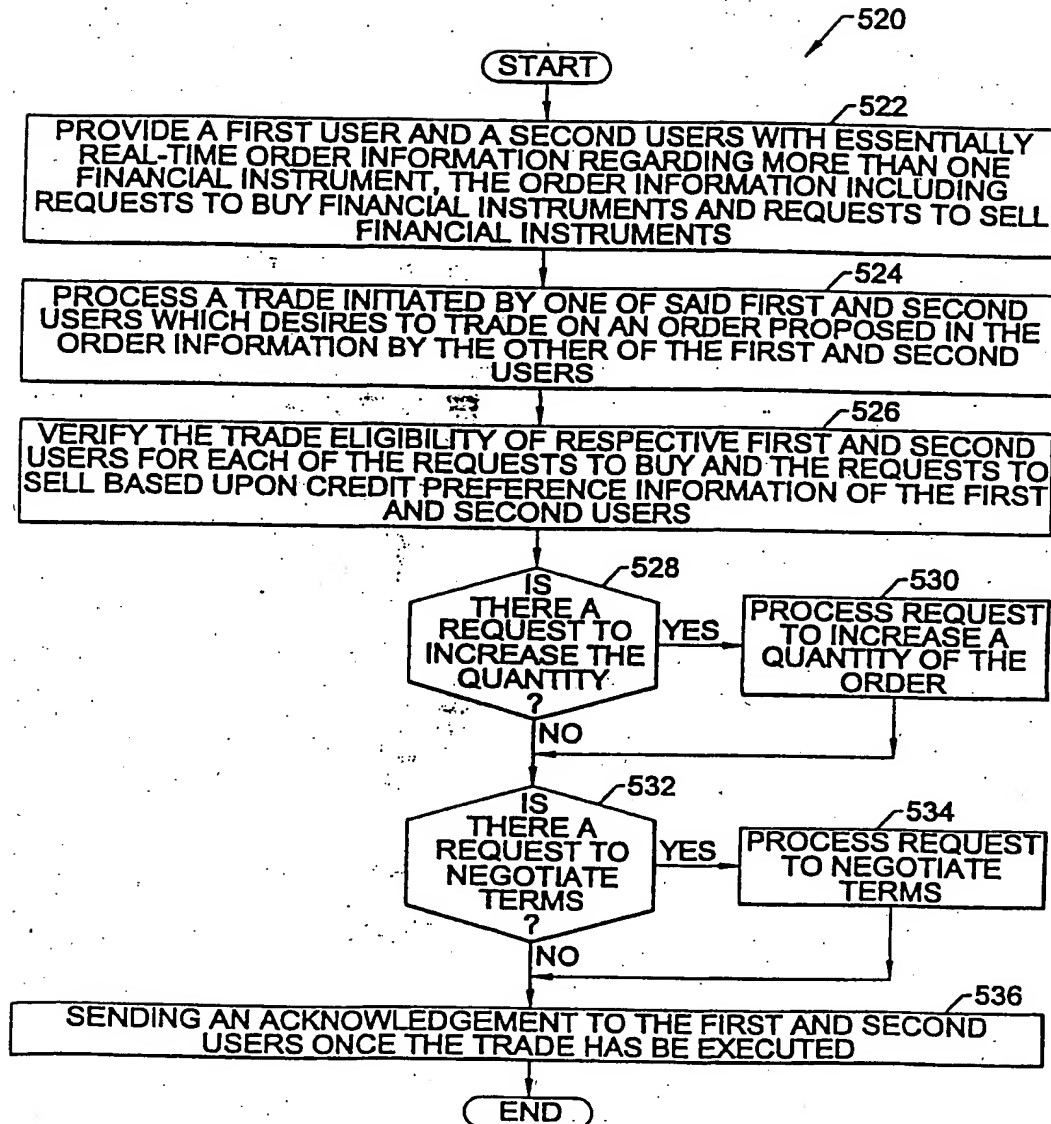 520
START
522
PROVIDE A FIRST USER AND A SECOND USERS WITH ESSENTIALLY
REAL-TIME ORDER INFORMATION REGARDING MORE THAN ONE
FINANCIAL INSTRUMENT, THE ORDER INFORMATION INCLUDING
REQUESTS TO BUY FINANCIAL INSTRUMENTS AND REQUESTS TO SELL
FINANCIAL INSTRUMENTS
524
PROCESS A TRADE INITIATED BY ONE OF SAID FIRST AND SECOND
USERS WHICH DESIRES TO TRADE ON AN ORDER PROPOSED IN THE
ORDER INFORMATION BY THE OTHER OF THE FIRST AND SECOND
USERS
526
VERIFY THE TRADE ELIGIBILITY OF RESPECTIVE FIRST AND SECOND
USERS FOR EACH OF THE REQUESTS TO BUY AND THE REQUESTS TO
SELL BASED UPON CREDIT PREFERENCE INFORMATION OF THE FIRST
AND SECOND USERS
528
IS
THERE A
REQUEST TO
INCREASE THE
QUANTITY
?
YES
530
PROCESS REQUEST
TO INCREASE A
QUANTITY OF THE
ORDER
NO
532
IS
THERE A
REQUEST TO
NEGOTIATE
TERMS
?
YES
534
PROCESS REQUEST
TO NEGOTIATE
TERMS
NO
536
SENDING AN ACKNOWLEDGEMENT TO THE FIRST AND SECOND
USERS ONCE THE TRADE HAS BE EXECUTED
END